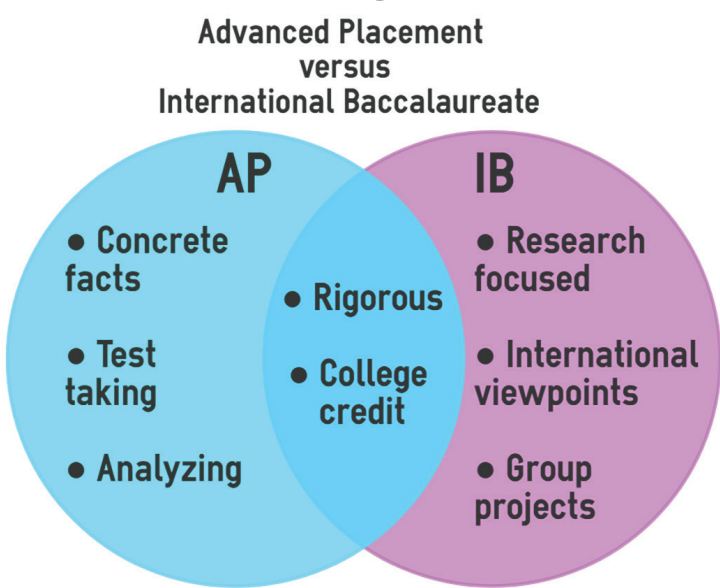 Advanced Placement
versus
International Baccalaureate
AP
● Concrete
facts
● Test
taking
● Analyzing
● Rigorous
● College
credit
IB
● Research
focused
● International
viewpoints
● Group
projects